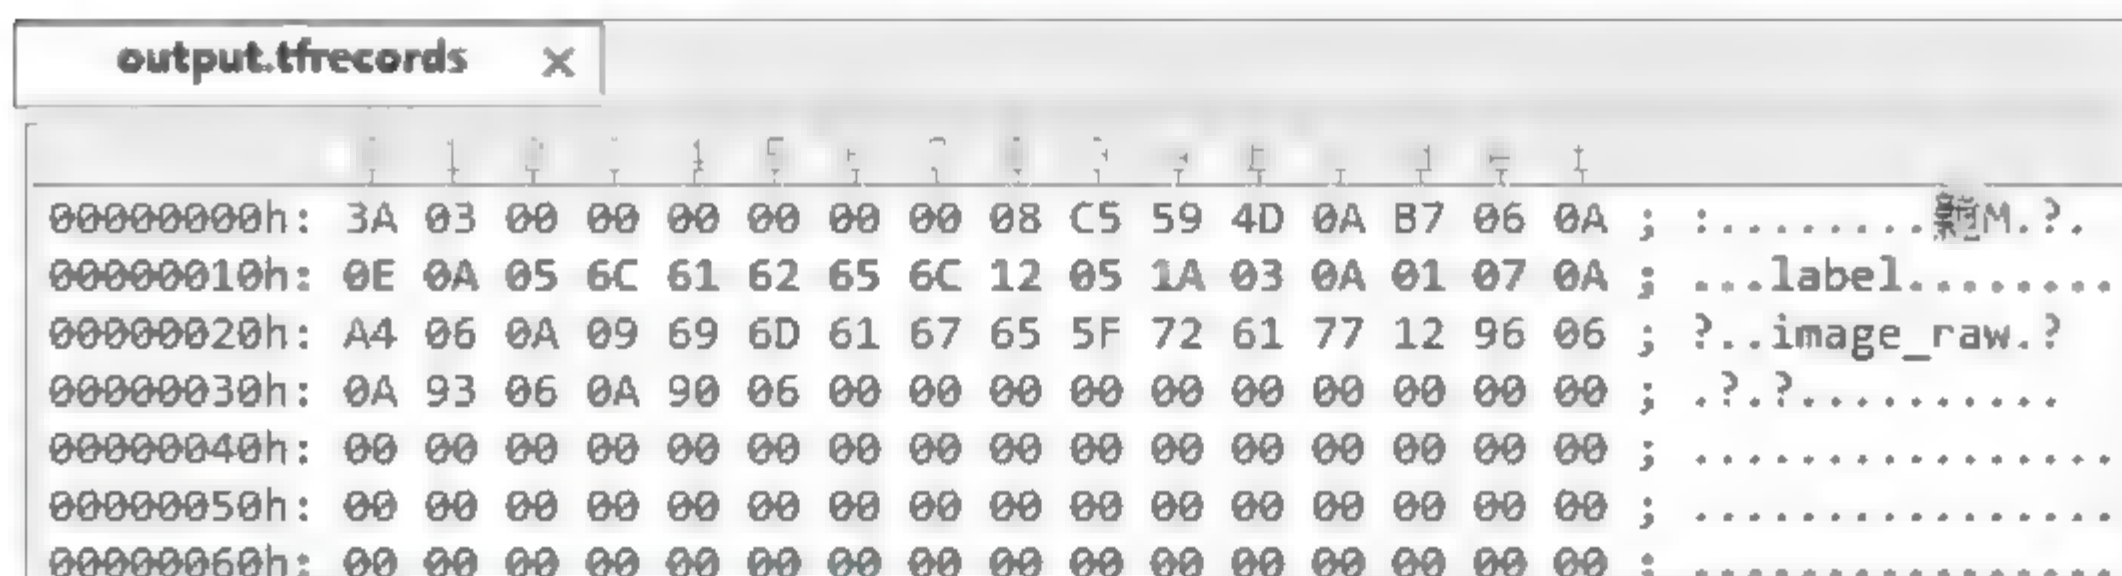 output.tfrecords ×
00000000h: 3A 03 00 00 00 00 00 00 08 C5 59 4D 0A B7 06 0A ; :.........M.?.
00000010h: 0E 0A 05 6C 61 62 65 6C 12 05 1A 03 0A 01 07 0A ; ...label........
00000020h: A4 06 0A 09 69 6D 61 67 65 5F 72 61 77 12 96 06 ; ?..image_raw.?
00000030h: 0A 93 06 0A 90 06 00 00 00 00 00 00 00 00 00 00 ; .?.?..........
00000040h: 00 00 00 00 00 00 00 00 00 00 00 00 00 00 00 00 ; ................
00000050h: 00 00 00 00 00 00 00 00 00 00 00 00 00 00 00 00 ; ................
00000060h: 00 00 00 00 00 00 00 00 00 00 00 00 00 00 00 00 ; ................